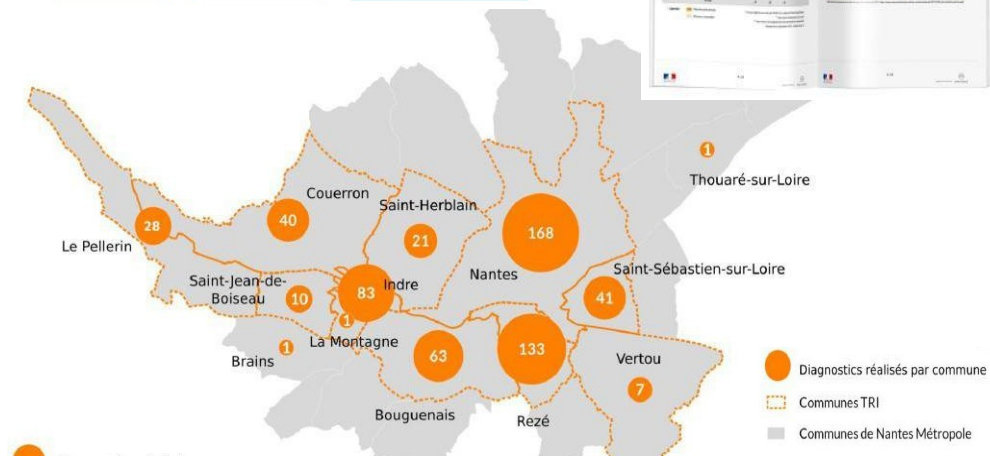 1
Thouaré-sur-Loire
Couerron
Saint-Herblain
40
168
28
21
Le Pellerin
Nantes
Saint-Sébastien-sur-Loire
Saint-Jean-de-
Boiseau
10
83
Indre
41
1
La Montagne
Brains
1
63
133
Vertou
7
Bouguenais
Rezé
Diagnostics réalisés par commune
Communes TRI
Communes de Nantes Métropole